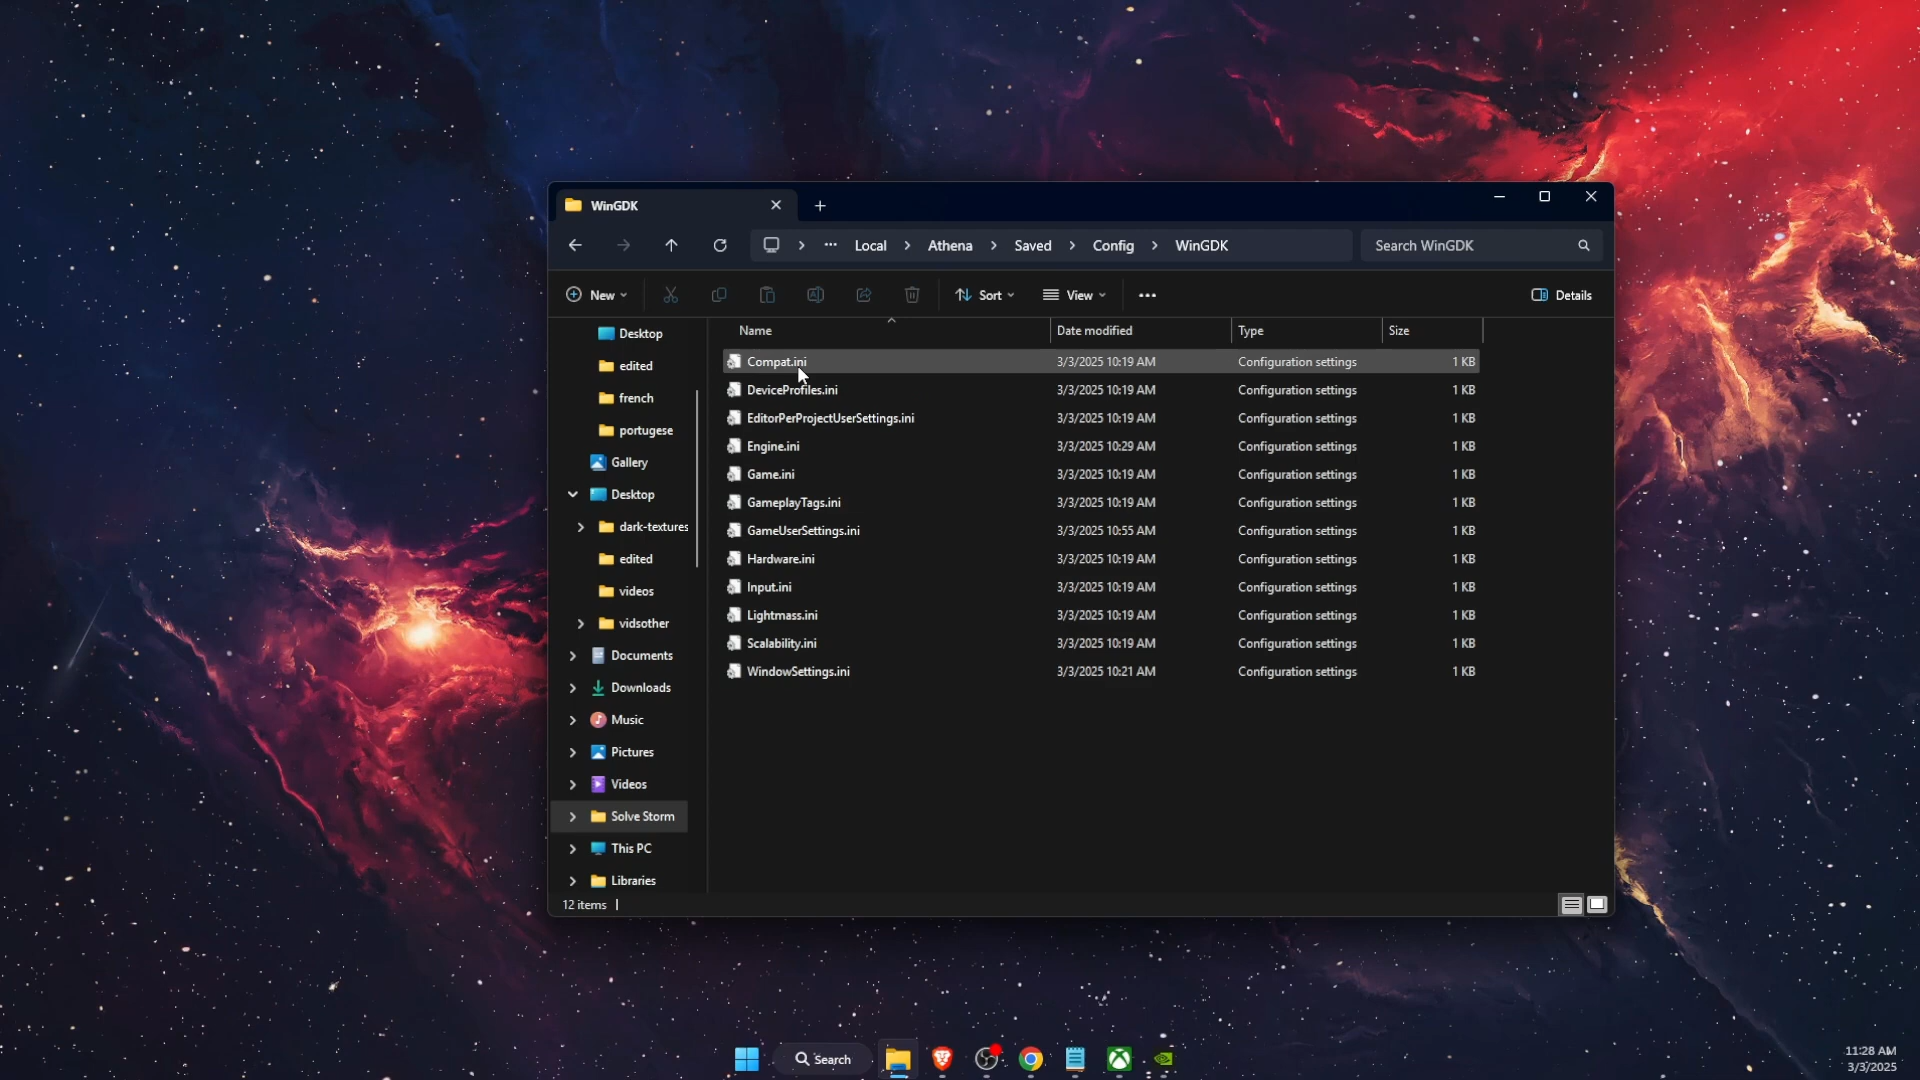 WinGDK
Local Athena Saved Config WinGDK
Search WinGDK
New Sort View Details
Name Date modified Type Size
Desktop
edited
french
portugese
Gallery
Desktop
dark-textures
edited
videos
vidsother
Documents
Downloads
Music
Pictures
Videos
Solve Storm
This PC
Libraries
Compat.ini 3/3/2025 10:19 AM Configuration settings 1 KB
DeviceProfiles.ini 3/3/2025 10:19 AM Configuration settings 1 KB
EditorPerProjectUserSettings.ini 3/3/2025 10:19 AM Configuration settings 1 KB
Engine.ini 3/3/2025 10:29 AM Configuration settings 1 KB
Game.ini 3/3/2025 10:19 AM Configuration settings 1 KB
GameplayTags.ini 3/3/2025 10:19 AM Configuration settings 1 KB
GameUserSettings.ini 3/3/2025 10:55 AM Configuration settings 1 KB
Hardware.ini 3/3/2025 10:19 AM Configuration settings 1 KB
Input.ini 3/3/2025 10:19 AM Configuration settings 1 KB
Lightmass.ini 3/3/2025 10:19 AM Configuration settings 1 KB
Scalability.ini 3/3/2025 10:19 AM Configuration settings 1 KB
WindowSettings.ini 3/3/2025 10:21 AM Configuration settings 1 KB
12 items
Search
11:28 AM
3/3/2025